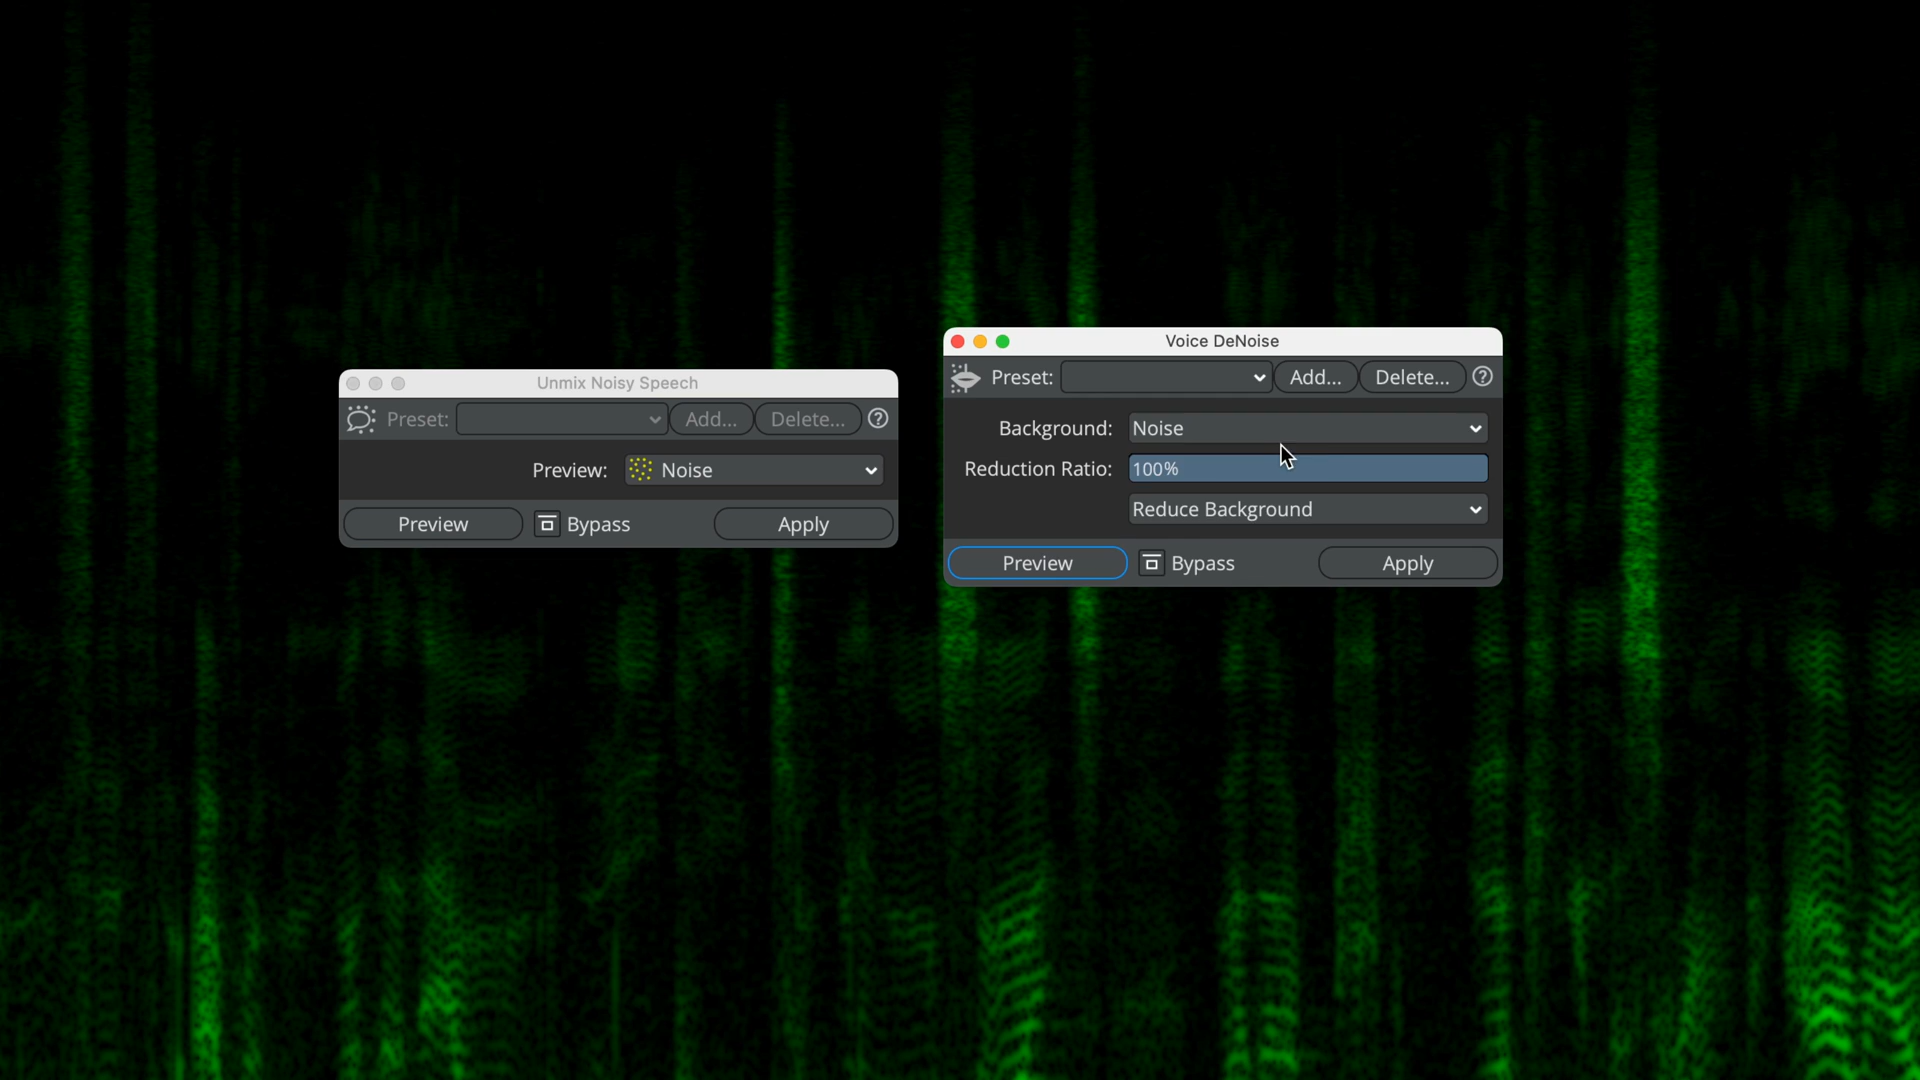 Unmix Noisy Speech
Preset: Add... Delete... ?
Preview: Noise
Preview Bypass Apply
Voice DeNoise
Preset: Add... Delete... ?
Background: Noise
Reduction Ratio: 100%
Reduce Background
Preview Bypass Apply